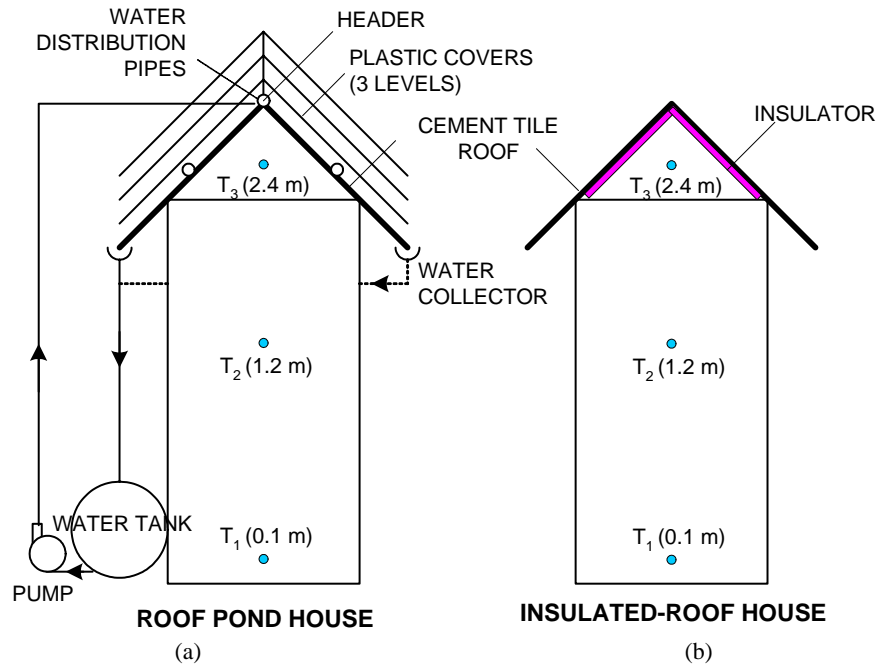 WATER
DISTRIBUTION
PIPES
HEADER
PLASTIC COVERS
(3 LEVELS)
CEMENT TILE
ROOF
INSULATOR
T3 (2.4 m)
T3 (2.4 m)
WATER
COLLECTOR
T2 (1.2 m)
T2 (1.2 m)
WATER TANK
T1 (0.1 m)
T1 (0.1 m)
PUMP
ROOF POND HOUSE
INSULATED-ROOF HOUSE
(a)
(b)